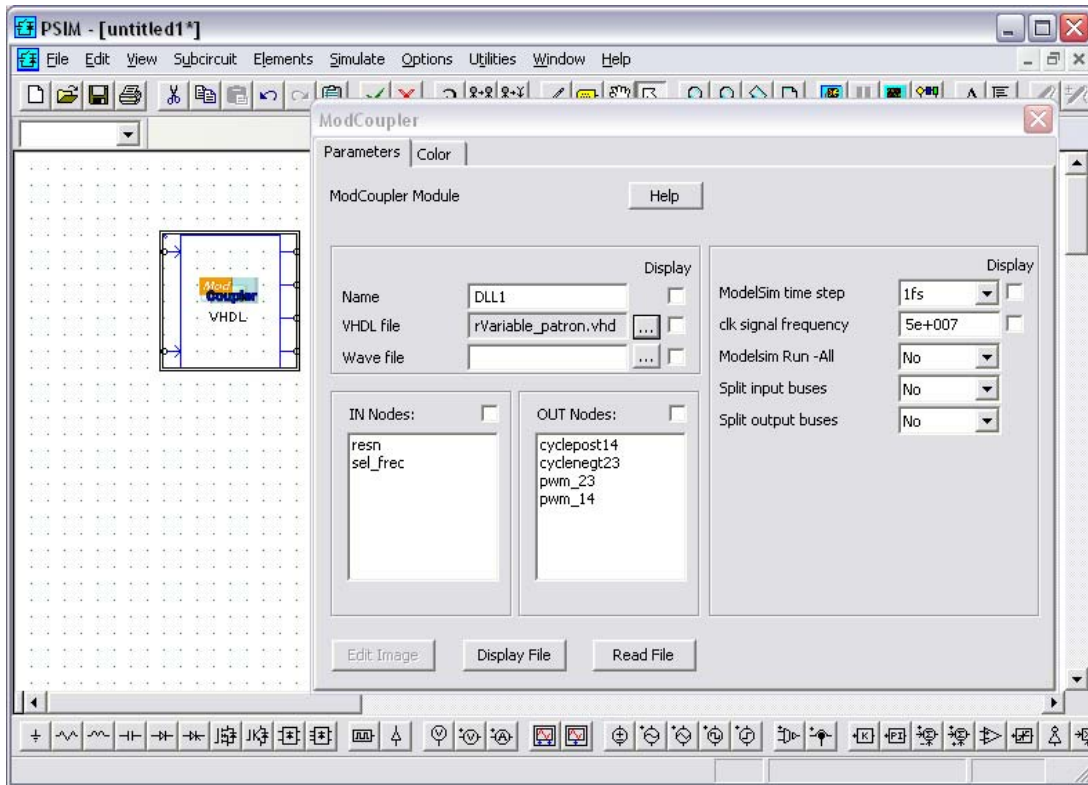 PSIM - [untitled1*]
File Edit View Subcircuit Elements Simulate Options Utilities Window Help
ModCoupler
Parameters Color
ModCoupler Module Help
Display
Name DLL1
VHDL file rVariable_patron.vhd ...
Wave file ...
Display
ModelSim time step 1fs
clk signal frequency 5e+007
Modelsim Run -All No
Split input buses No
Split output buses No
IN Nodes:
resn
sel_frec
OUT Nodes:
cyclepost14
cyclenegt23
pwm_23
pwm_14
Edit Image Display File Read File
Mod
Coupler
VHDL